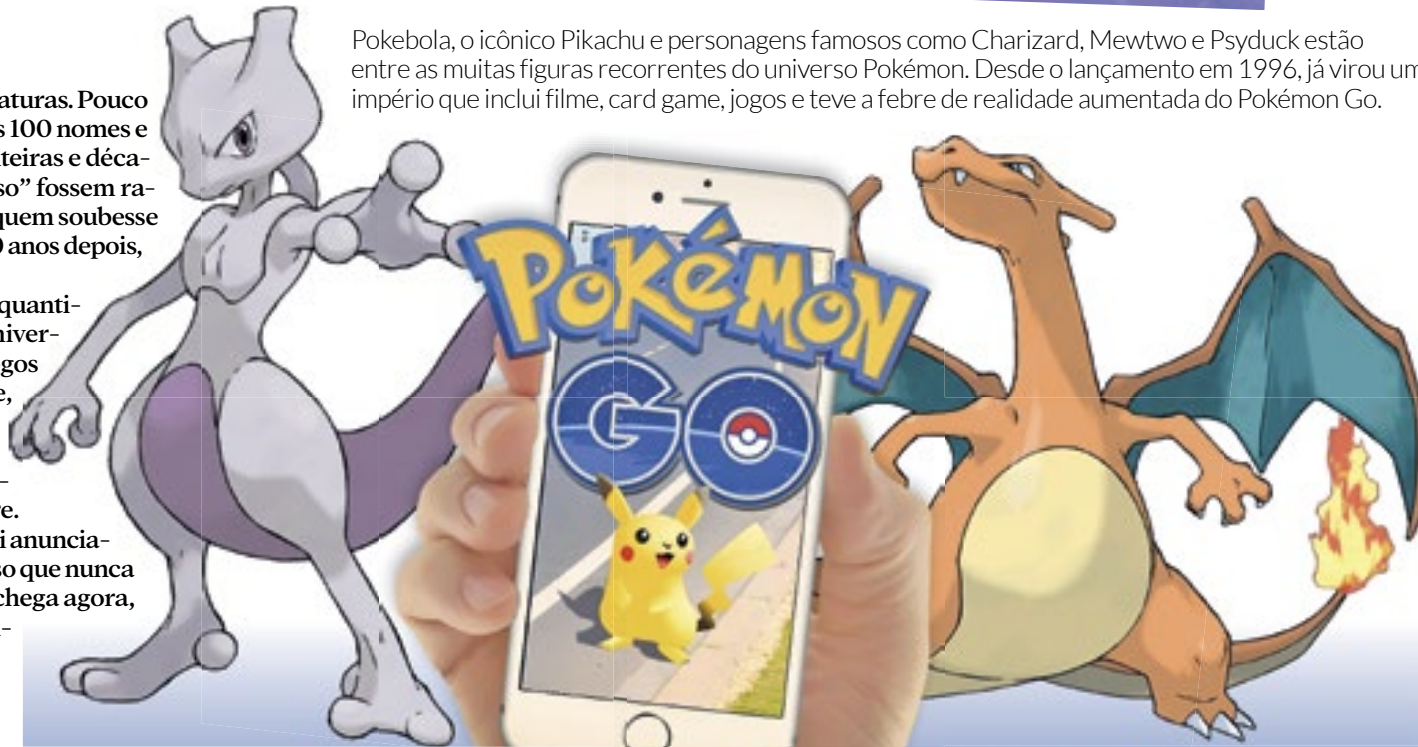 Pokebola, o icônico Pikachu e personagens famosos como Charizard, Mewtwo e Psyduck estão
entre as muitas figuras recorrentes do universo Pokémon. Desde o lançamento em 1996, já virou um
império que inclui filme, card game, jogos e teve a febre de realidade aumentada do Pokémon Go.
aturas. Pouco
100 nomes e
teiras e déca-
so” fossem ra-
quem soubesse
anos depois,
quanti-
niver-
gos
e,
-
re.
i anuncia-
so que nunca
chega agora,
-
POKéMON
GO